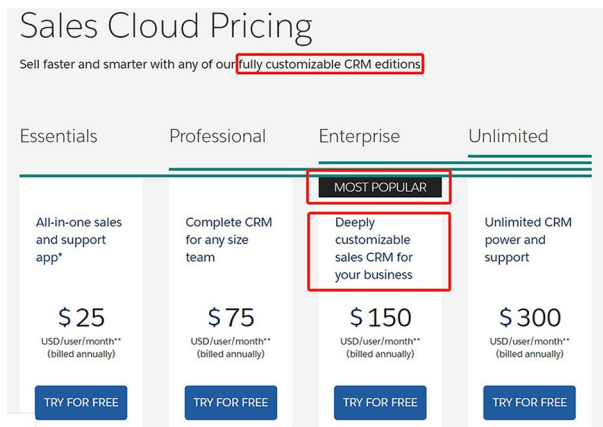 Sales Cloud Pricing
Sell faster and smarter with any of our fully customizable CRM editions
Essentials
Professional
Enterprise
Unlimited
MOST POPULAR
All-in-one sales
and support
app*
$25
USD/user/month**
(billed annually)
TRY FOR FREE
Complete CRM
for any size
team
$75
USD/user/month**
(billed annually)
TRY FOR FREE
Deeply
customizable
sales CRM for
your business
$150
USD/user/month**
(billed annually)
TRY FOR FREE
Unlimited CRM
power and
support
$300
USD/user/month**
(billed annually)
TRY FOR FREE